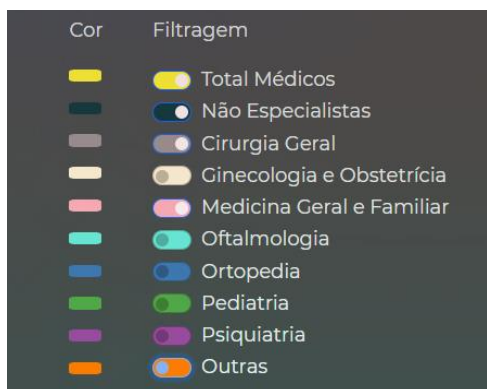 Cor Filtragem
Total Médicos
Não Especialistas
Cirurgia Geral
Ginecologia e Obstetrícia
Medicina Geral e Familiar
Oftalmologia
Ortopedia
Pediatria
Psiquiatria
Outras